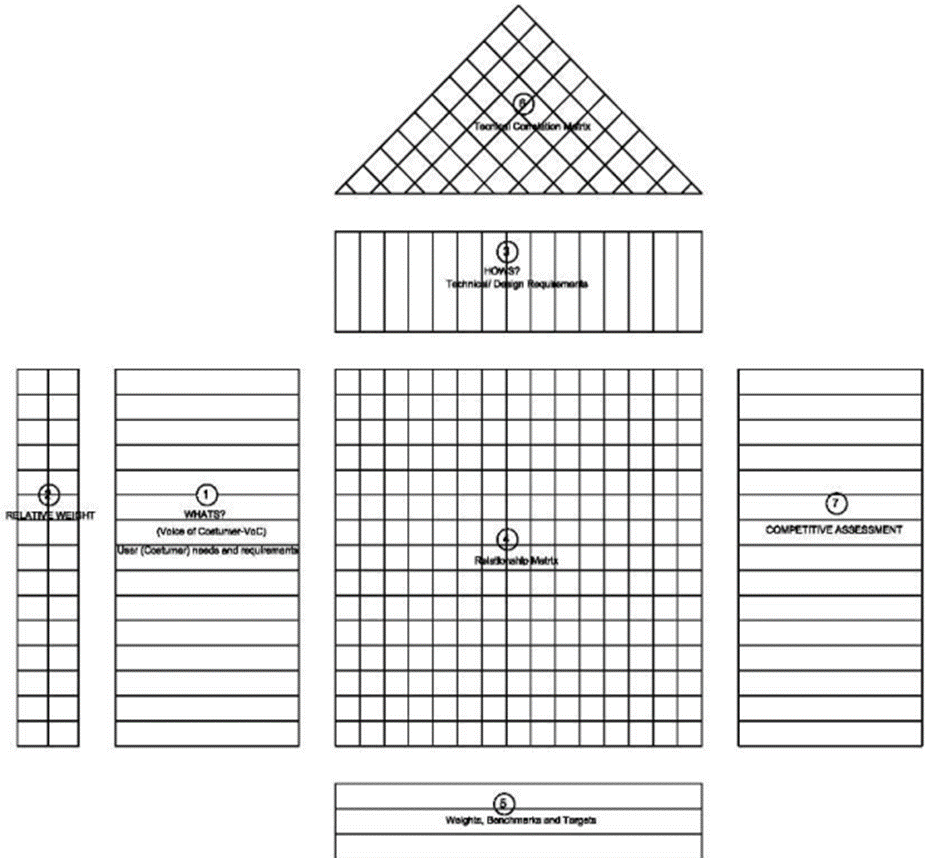 6
Tecnical Correlation Matrix
3
HOWS?
Technical/ Design Requirements
2
RELATIVE WEIGHT
1
WHATS?
(Voice of Costumer-VoC)
User (Costumer) needs and requirements
4
Relationship Matrix
7
COMPETITIVE ASSESSMENT
5
Weights, Benchmarks and Targets